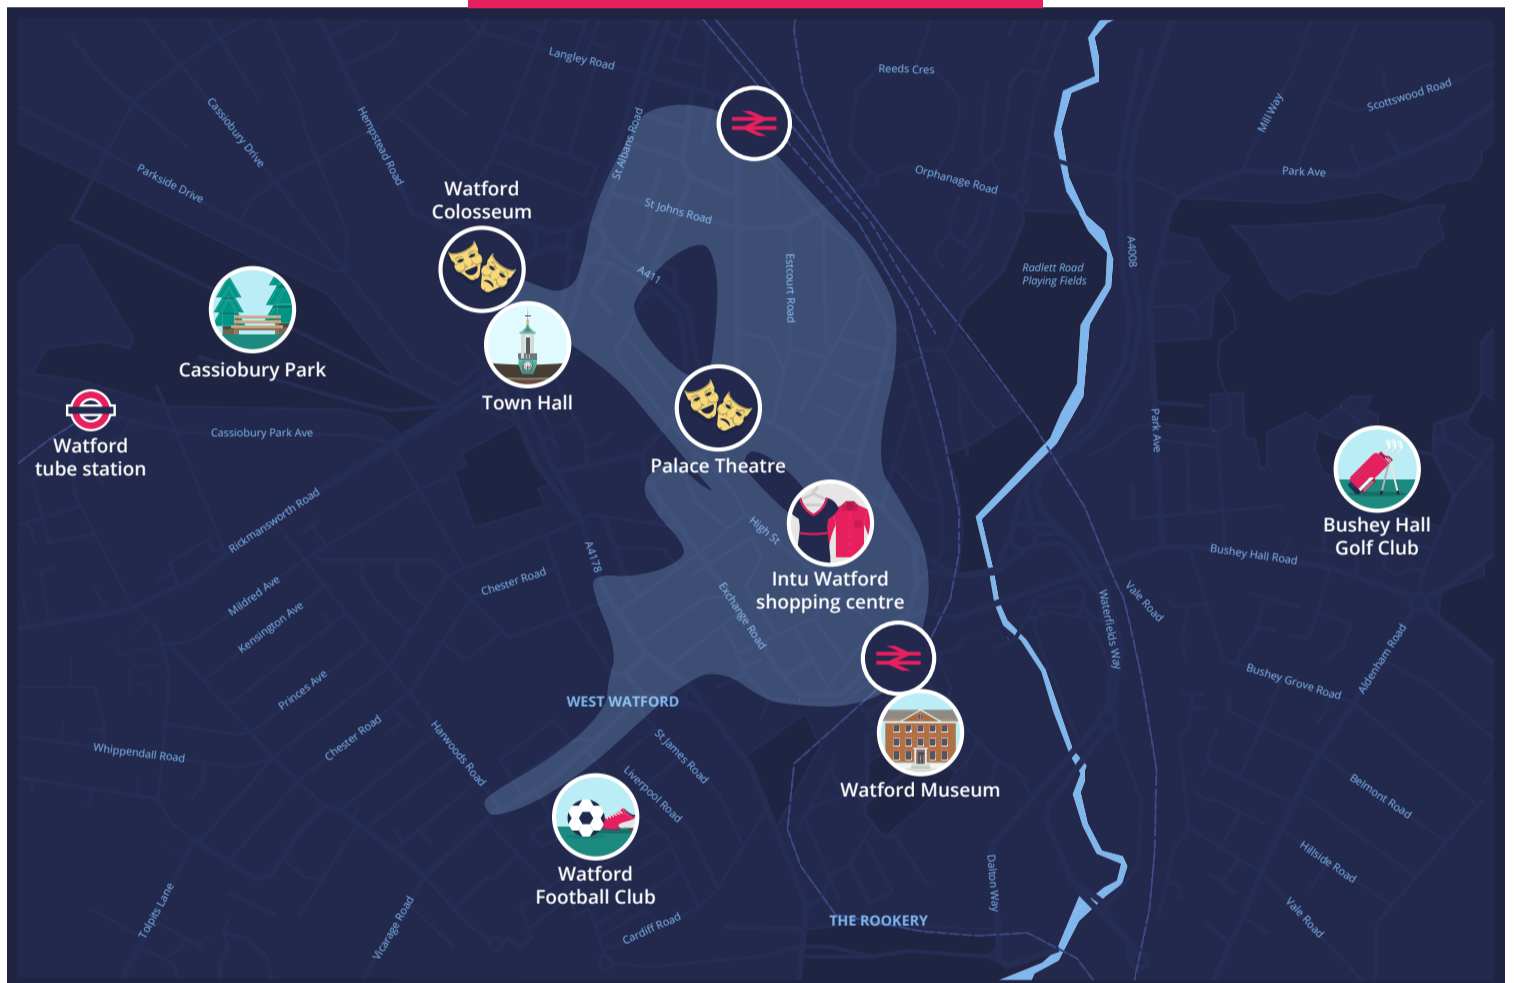 Langley Road
Reeds Cres
Scottswood Road
Mill Way
Cassiobury Drive
Hempstead Road
St Albans Road
Parkside Drive
Orphanage Road
Park Ave
Watford
Colosseum
St Johns Road
A411
Estcourt Road
A4008
Radlett Road
Playing Fields
Cassiobury Park
Town Hall
Watford
tube station
Cassiobury Park Ave
Palace Theatre
Park Ave
Rickmansworth Road
High St
Intu Watford
shopping centre
Bushey Hall
Golf Club
A4178
Bushey Hall Road
Chester Road
Mildred Ave
Kensington Ave
Exchange Road
Vale Road
Waterfields Way
Aldenham Road
Princes Ave
Bushey Grove Road
WEST WATFORD
Chester Road
Whippendall Road
Harwoods Road
St James Road
Liverpool Road
Watford Museum
Belmont Road
Watford
Football Club
Hillside Road
Dalton Way
Tolpits Lane
Vicarage Road
Cardiff Road
THE ROOKERY
Vale Road